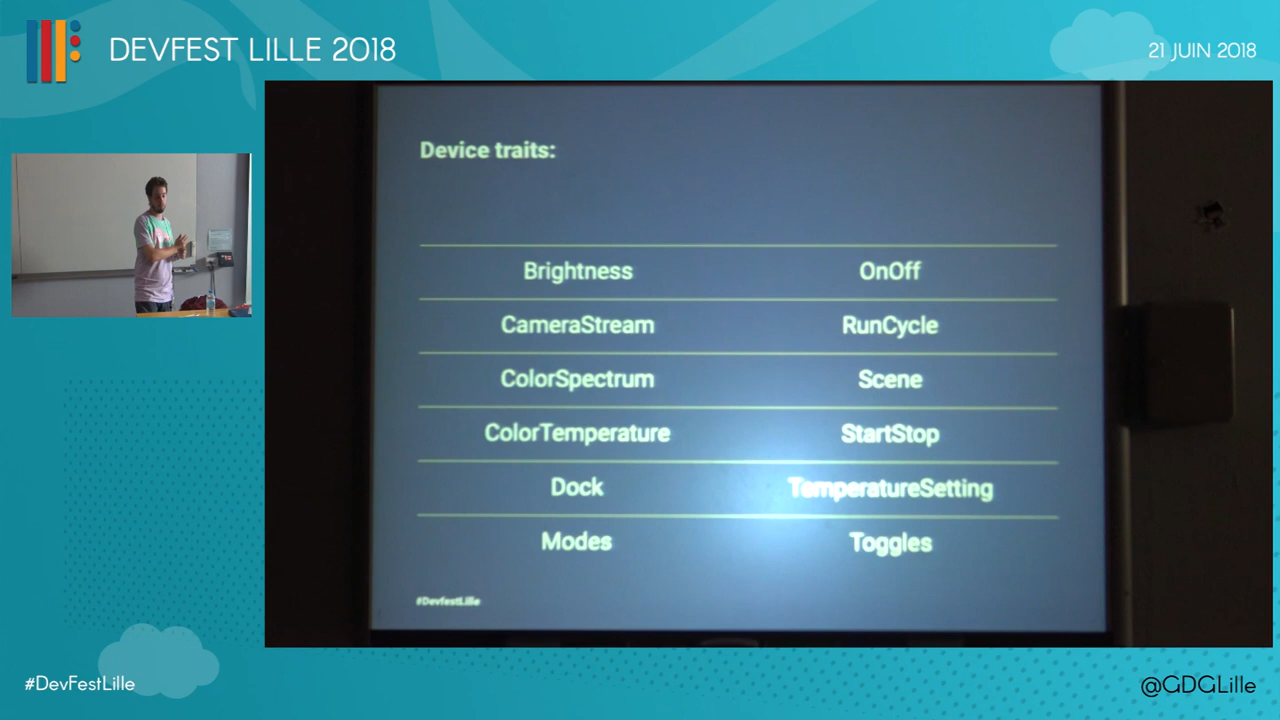 DEVFEST LILLE 2018
21 JUIN 2018
Device traits:
Brightness OnOff
CameraStream RunCycle
ColorSpectrum Scene
ColorTemperature StartStop
Dock TemperatureSetting
Modes Toggles
#DevfestLille
#DevFestLille
@GDGLille